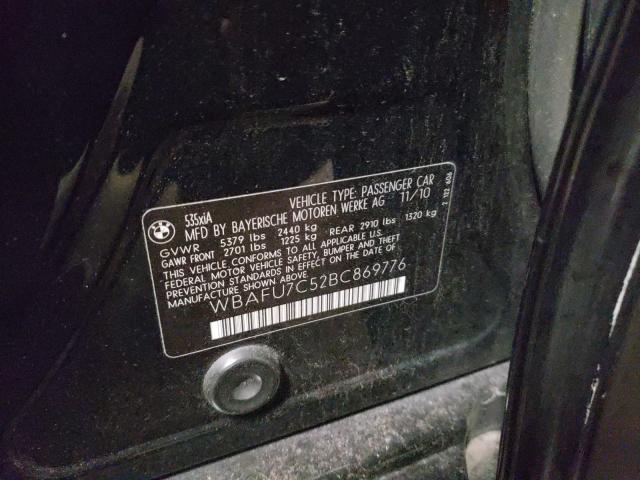 BMW
535xiA
VEHICLE TYPE: PASSENGER CAR
MFD BY BAYERISCHE MOTOREN WERKE AG 11/10
GVWR 5379 lbs 2440 kg
GAWR FRONT 2701 lbs 1225 kg REAR 2910 lbs 1320 kg
THIS VEHICLE CONFORMS TO ALL APPLICABLE
FEDERAL MOTOR VEHICLE SAFETY, BUMPER, AND THEFT
PREVENTION STANDARDS IN EFFECT ON THE DATE OF
MANUFACTURE SHOWN ABOVE.
WBAFU7C52BC869776